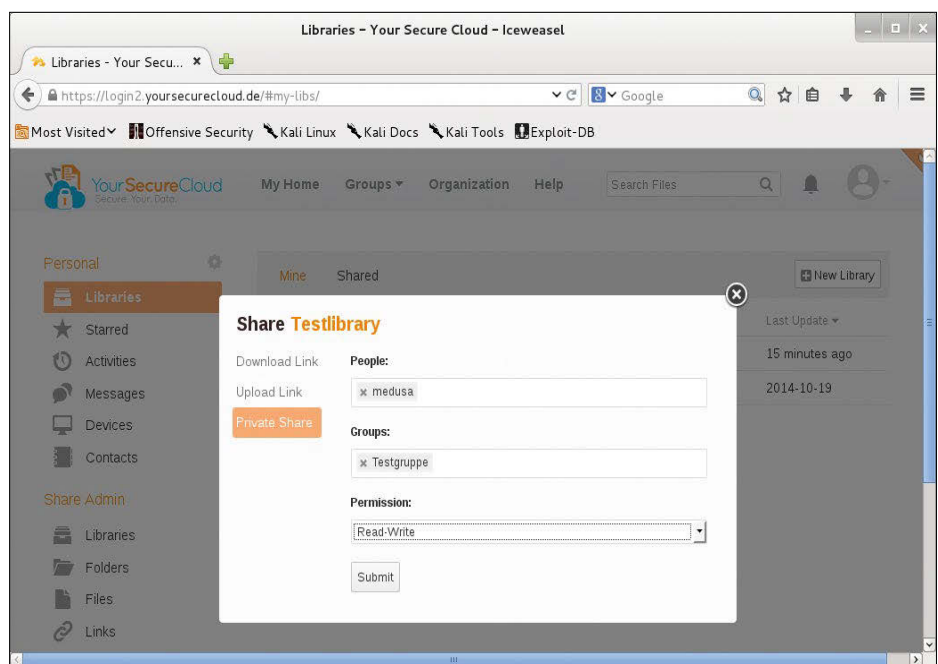 Libraries - Your Secure Cloud - Iceweasel
Libraries - Your Secu...
https://login2.yoursecurecloud.de/#my-libs/
Google
Most Visited
Offensive Security
Kali Linux
Kali Docs
Kali Tools
Exploit-DB
YourSecureCloud
Secure. Your. Data.
My Home
Groups
Organization
Help
Search Files
Personal
Mine
Shared
New Library
Libraries
Share Testlibrary
Last Update
Starred
Activities
Messages
Devices
Contacts
Download Link
Upload Link
Private Share
People:
medusa
Groups:
Testgruppe
Permission:
Read-Write
Submit
15 minutes ago
2014-10-19
Share Admin
Libraries
Folders
Files
Links